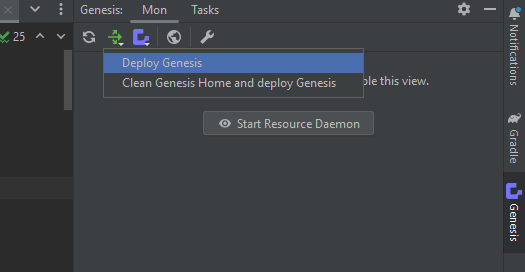 Genesis: Mon Tasks
25
Deploy Genesis
Clean Genesis Home and deploy Genesis
ble this view.
Start Resource Daemon
Notifications
Gradle
Genesis